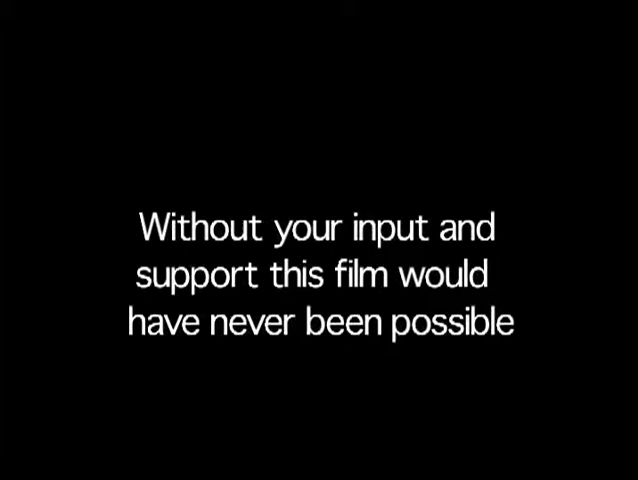 Without your input and
support this film would
have never been possible